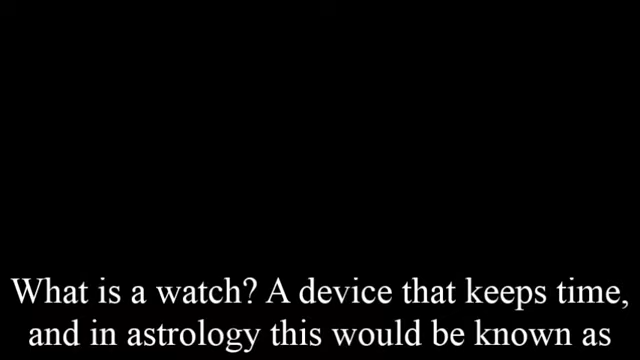 What is a watch? A device that keeps time,
and in astrology this would be known as